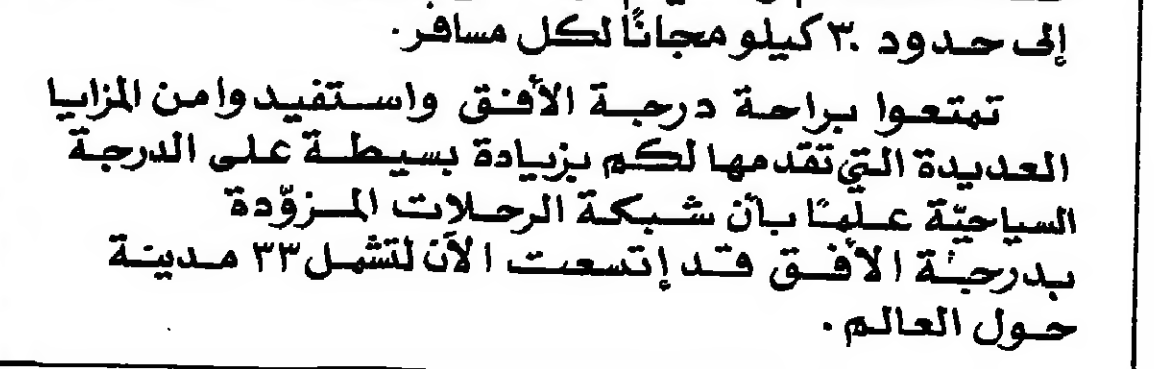 إلى حدود ٣٠ كيلو مجاناً لكل مسافر.
تمتعوا براحة درجة الأفق واستفيدوا من المزايا
العديدة التي تقدمها لكم بزيادة بسيطة على الدرجة
السياحيّة علماً بأن شبكة الرحلات المزوّدة
بدرجة الأفق قد إتسعت الآن لتشمل ٣٣ مدينة
حول العالم.